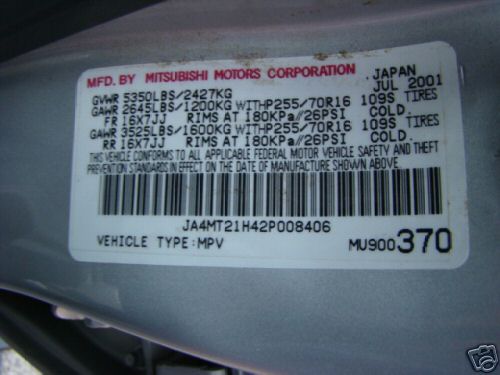 MFD. BY MITSUBISHI MOTORS CORPORATION JAPAN
GVWR 5350LBS/2427KG JUL 2001
GAWR 2645LBS/1200KG WITH P255/70R16 109S TIRES
FR 16X7JJ RIMS AT 180KPa//26PSI COLD.
GAWR 3525LBS/1600KG WITH P255/70R16 109S TIRES
RR 16X7JJ RIMS AT 180KPa//26PSI COLD.
THIS VEHICLE CONFORMS TO ALL APPLICABLE FEDERAL MOTOR VEHICLE SAFETY AND THEFT
PREVENTION STANDARDS IN EFFECT ON THE DATE OF MANUFACTURE SHOWN ABOVE.
JA4MT21H42P008406
VEHICLE TYPE:MPV MU900370